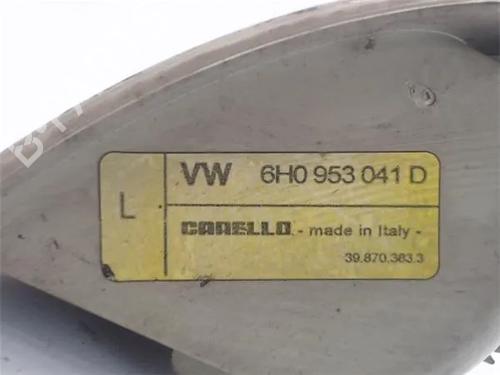 L
VW 6H0 953 041 D
CARELLO - made in Italy -
39.870.363.3